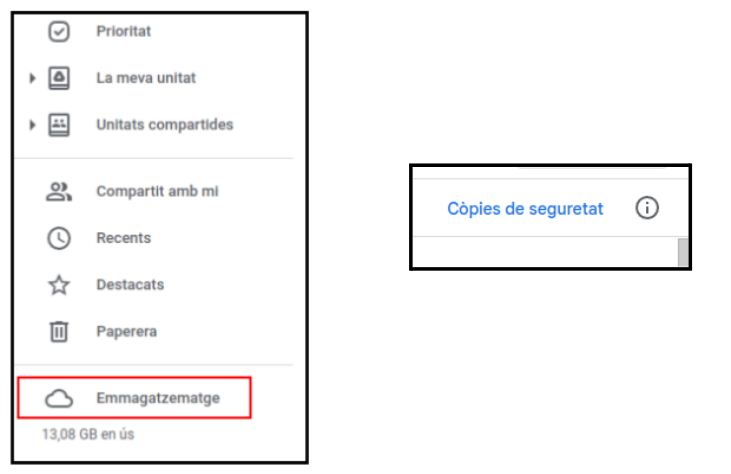 Prioritat
La meva unitat
Unitats compartides
Compartit amb mi
Recents
Destacats
Paperera
Emmagatzematge
13,08 GB en ús
Còpies de seguretat